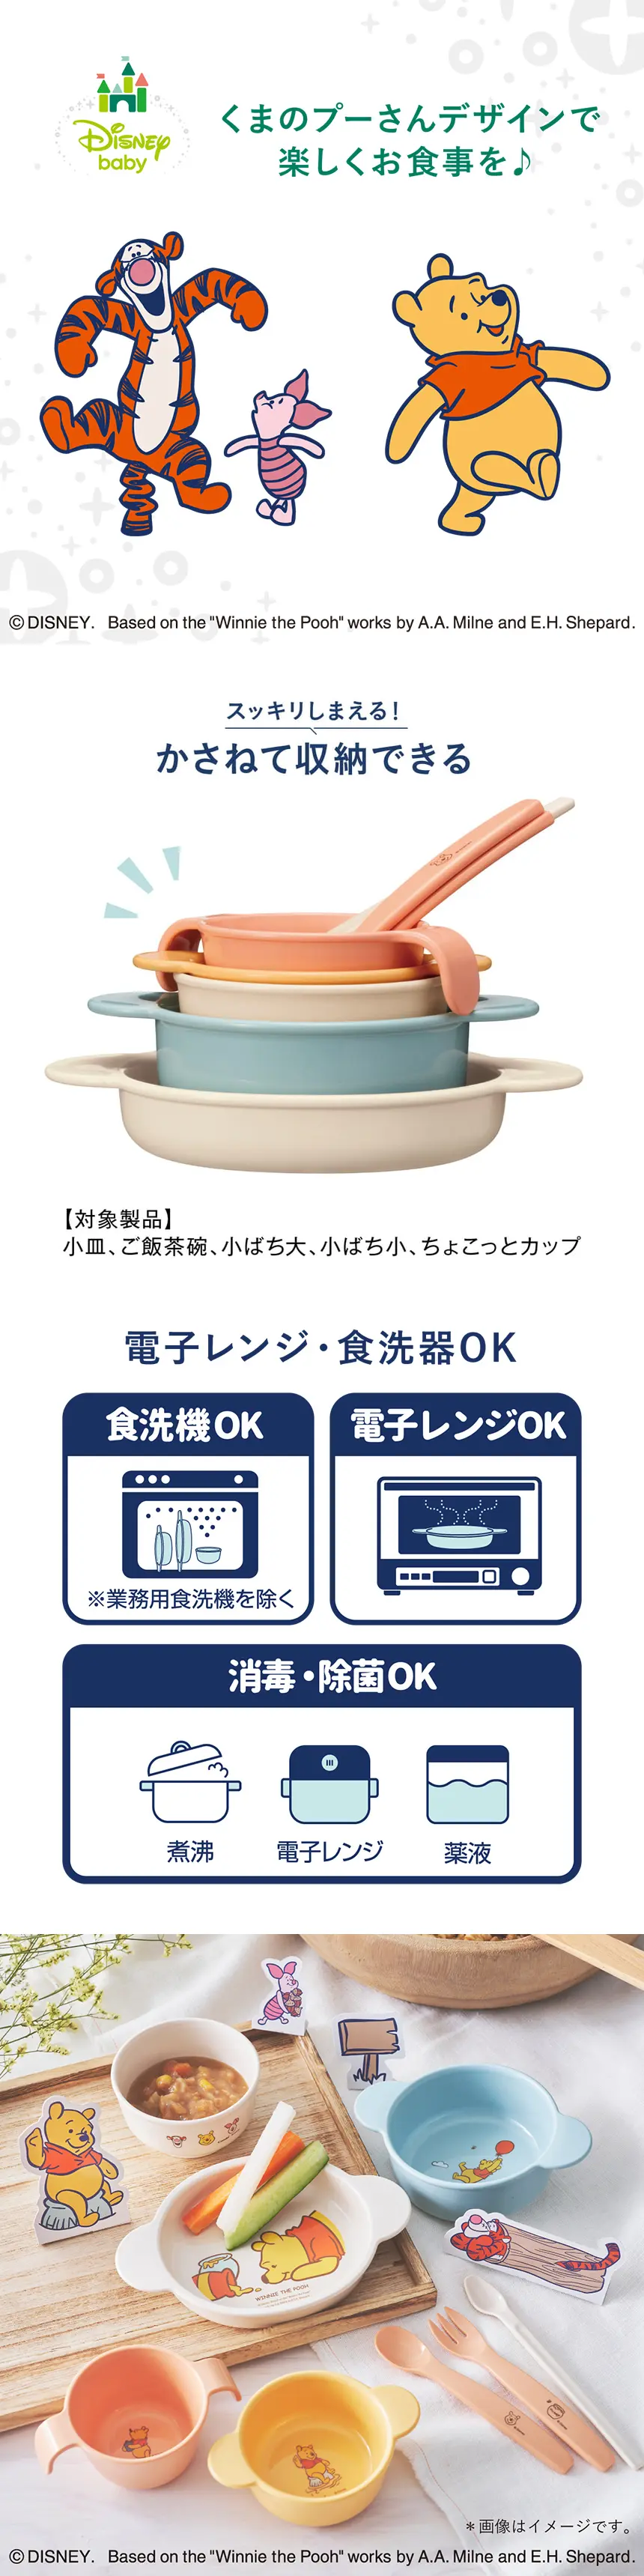 Disney
baby
くまのプーさんデザインで
楽しくお食事を♪
© DISNEY. Based on the "Winnie the Pooh" works by A.A. Milne and E.H. Shepard.
スッキリしまえる!
かさねて収納できる
【対象製品】
小皿、ご飯茶碗、小ばち大、小ばち小、ちょこっとカップ
電子レンジ・食洗器OK
食洗機OK
※業務用食洗機を除く
電子レンジOK
消毒・除菌OK
煮沸
電子レンジ
薬液
WINNIE THE POOH
*画像はイメージです。
© DISNEY. Based on the "Winnie the Pooh" works by A.A. Milne and E.H. Shepard.